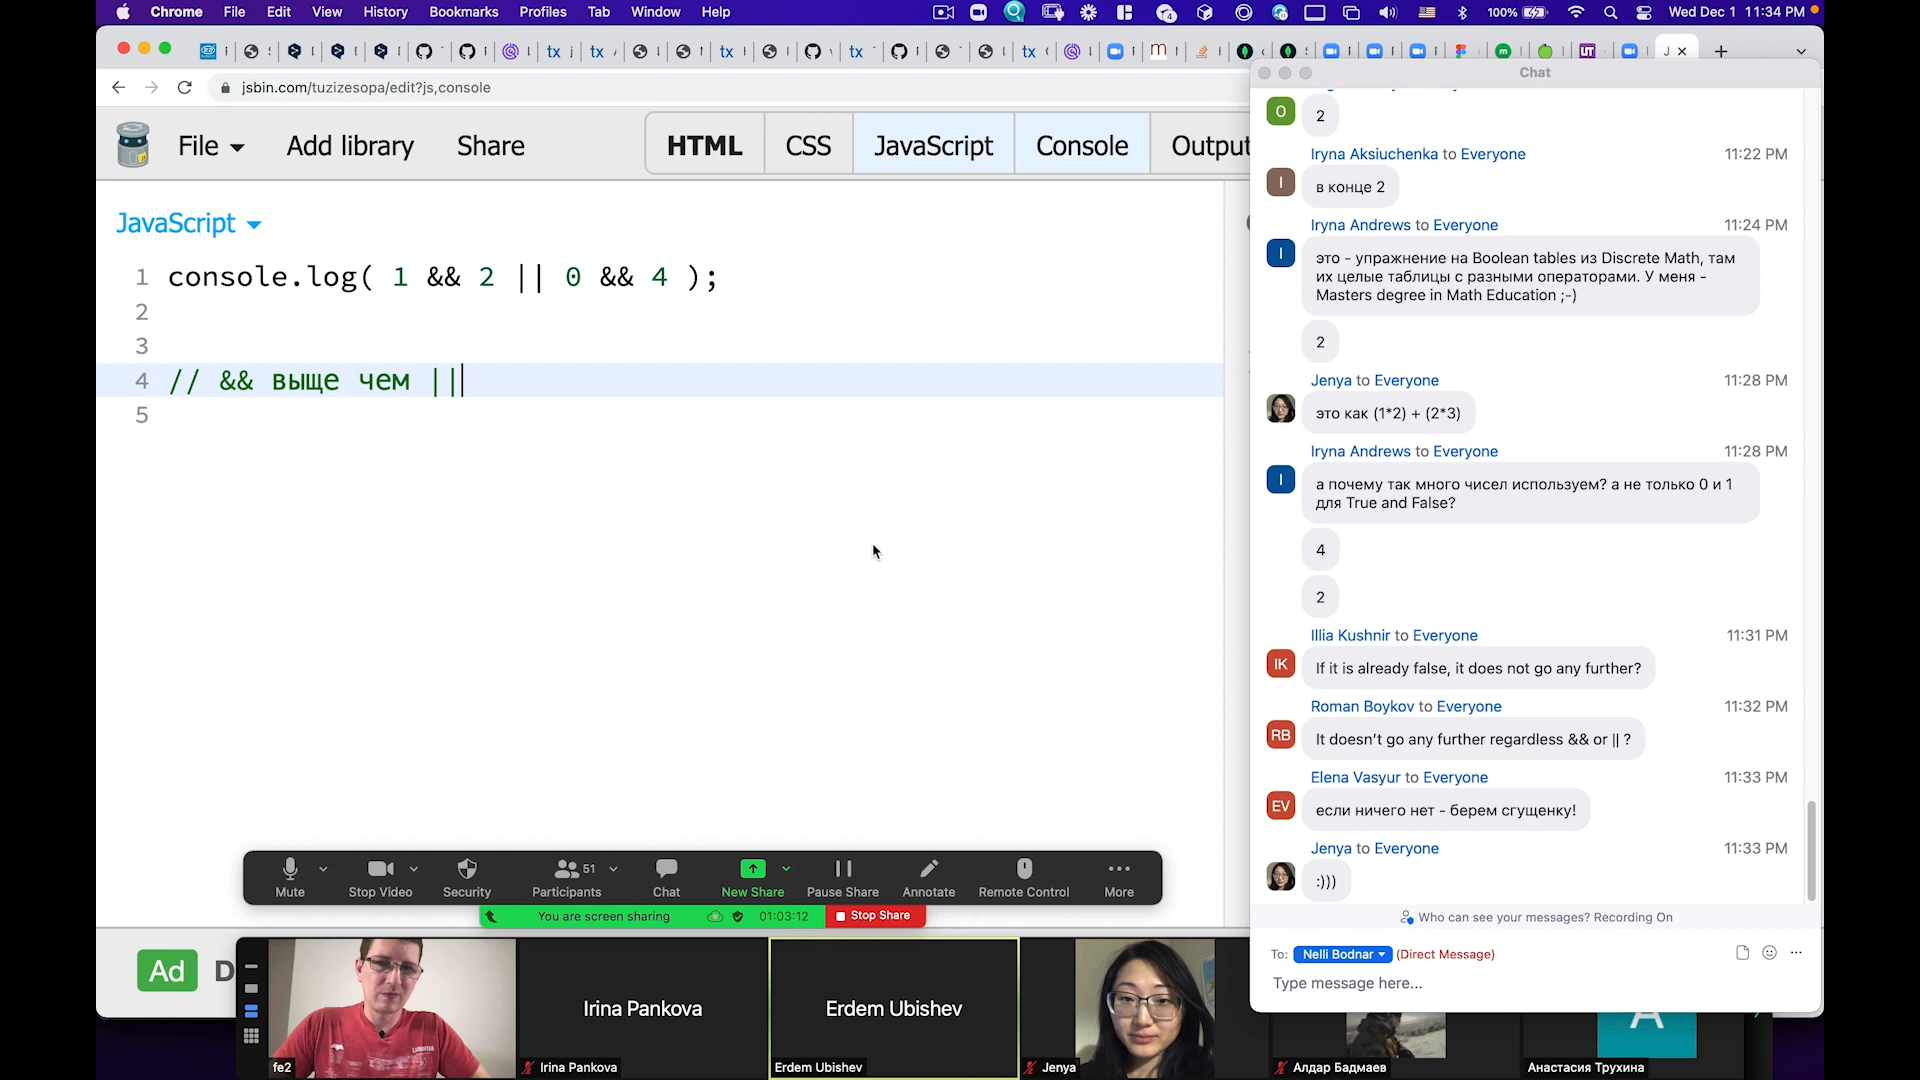 Chrome File Edit View History Bookmarks Profiles Tab Window Help
4
100%
Wed Dec 1 11:34 PM
jsbin.com/tuzizesopa/edit?js,console
File Add library Share
HTML CSS JavaScript Console Output
JavaScript
1 console.log( 1 && 2 || 0 && 4 );
2
3
4 // && выще чем ||
5
Chat
2
Iryna Aksiuchenka to Everyone 11:22 PM
в конце 2
Iryna Andrews to Everyone 11:24 PM
это - упражнение на Boolean tables из Discrete Math, там
их целые таблицы с разными операторами. У меня -
Masters degree in Math Education ;-)
2
Jenya to Everyone 11:28 PM
это как (1*2) + (2*3)
Iryna Andrews to Everyone 11:28 PM
а почему так много чисел используем? а не только 0 и 1
для True and False?
4
2
Illia Kushnir to Everyone 11:31 PM
IK
If it is already false, it does not go any further?
Roman Boykov to Everyone 11:32 PM
RB
It doesn't go any further regardless && or || ?
Elena Vasyur to Everyone 11:33 PM
EV
если ничего нет - берем сгущенку!
Jenya to Everyone 11:33 PM
:)))
Who can see your messages? Recording On
To: Nelli Bodnar (Direct Message)
Type message here...
Mute Stop Video Security Participants 51 Chat New Share Pause Share Annotate Remote Control More
You are screen sharing 01:03:12 Stop Share
Ad D
fe2
Irina Pankova
Irina Pankova
Erdem Ubishev
Erdem Ubishev
Jenya
Алдар Бадмаев
Анастасия Трухина